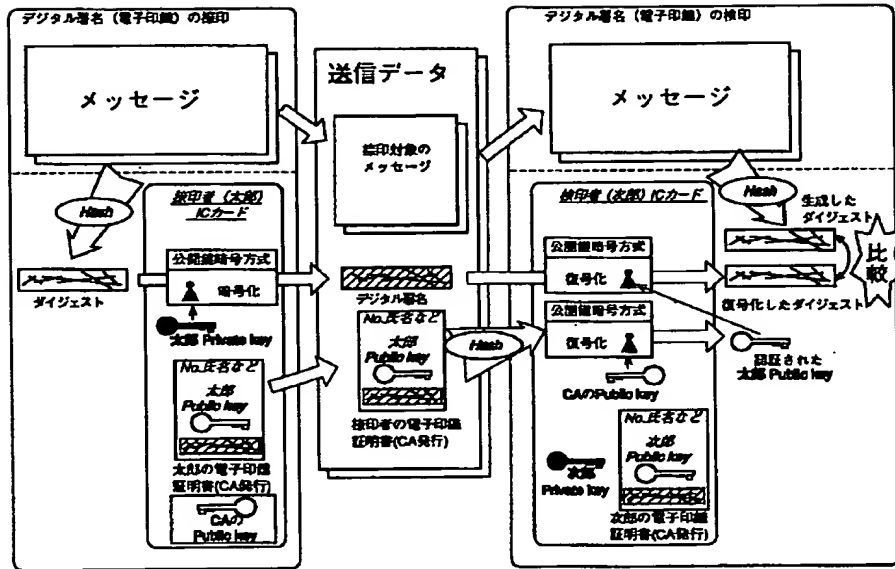 デジタル署名（電子印鑑）の捺印
メッセージ
Hash
ダイジェスト
捺印者（太郎）
ICカード
公開鍵暗号方式
暗号化
太郎 Private key
No.氏名など
太郎
Public key
太郎の電子印鑑
証明書(CA発行)
CAの
Public key
送信データ
捺印対象の
メッセージ
デジタル署名
No.氏名など
太郎
Public key
Hash
捺印者の電子印鑑
証明書(CA発行)
デジタル署名（電子印鑑）の検印
メッセージ
Hash
生成した
ダイジェスト
検印者（次郎）ICカード
公開鍵暗号方式
復号化
復号化したダイジェスト
比較
公開鍵暗号方式
復号化
CAのPublic key
認証された
太郎 Public key
次郎
Private key
No.氏名など
次郎
Public key
次郎の電子印鑑
証明書(CA発行)